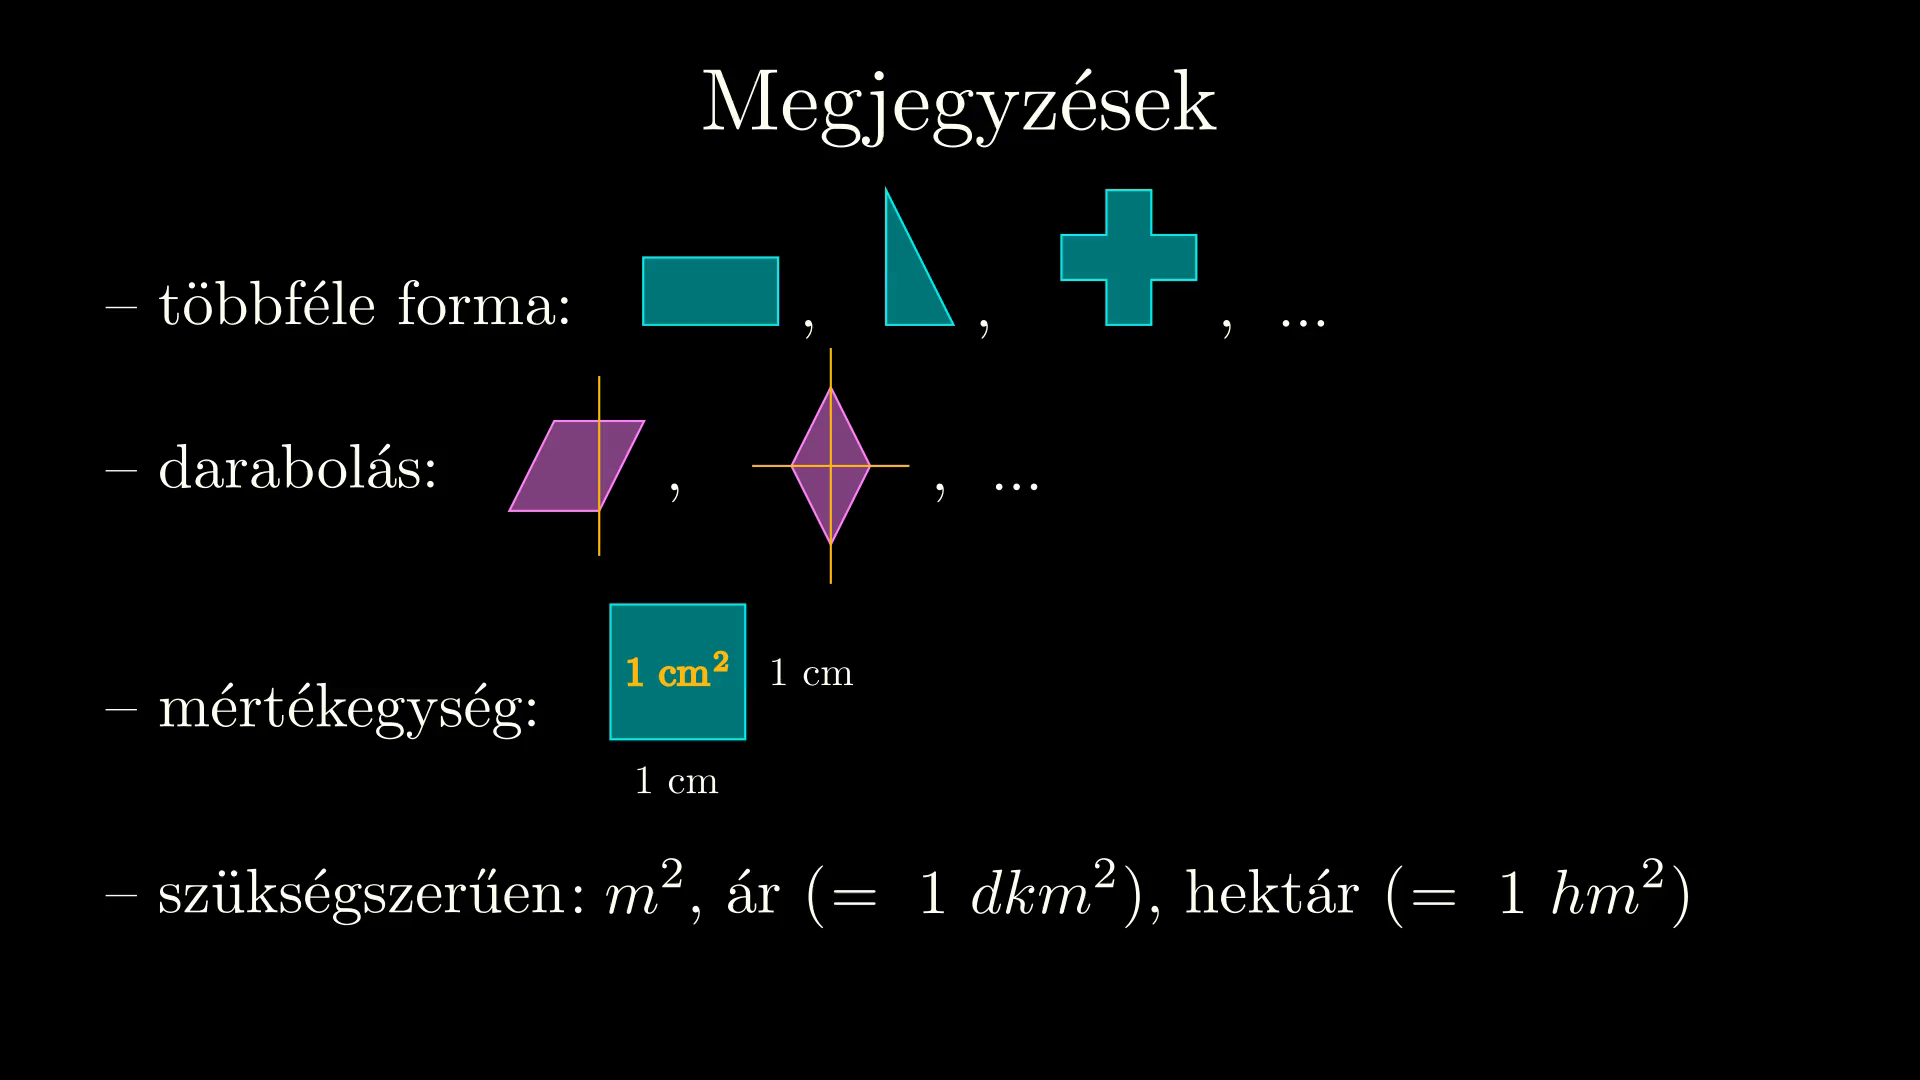 Megjegyzések
– többféle forma: , , , ...
– darabolás: , , ...
1 cm² 1 cm
– mértékegység:
1 cm
– szükségszerűen: m², ár (= 1 dkm²), hektár (= 1 hm²)